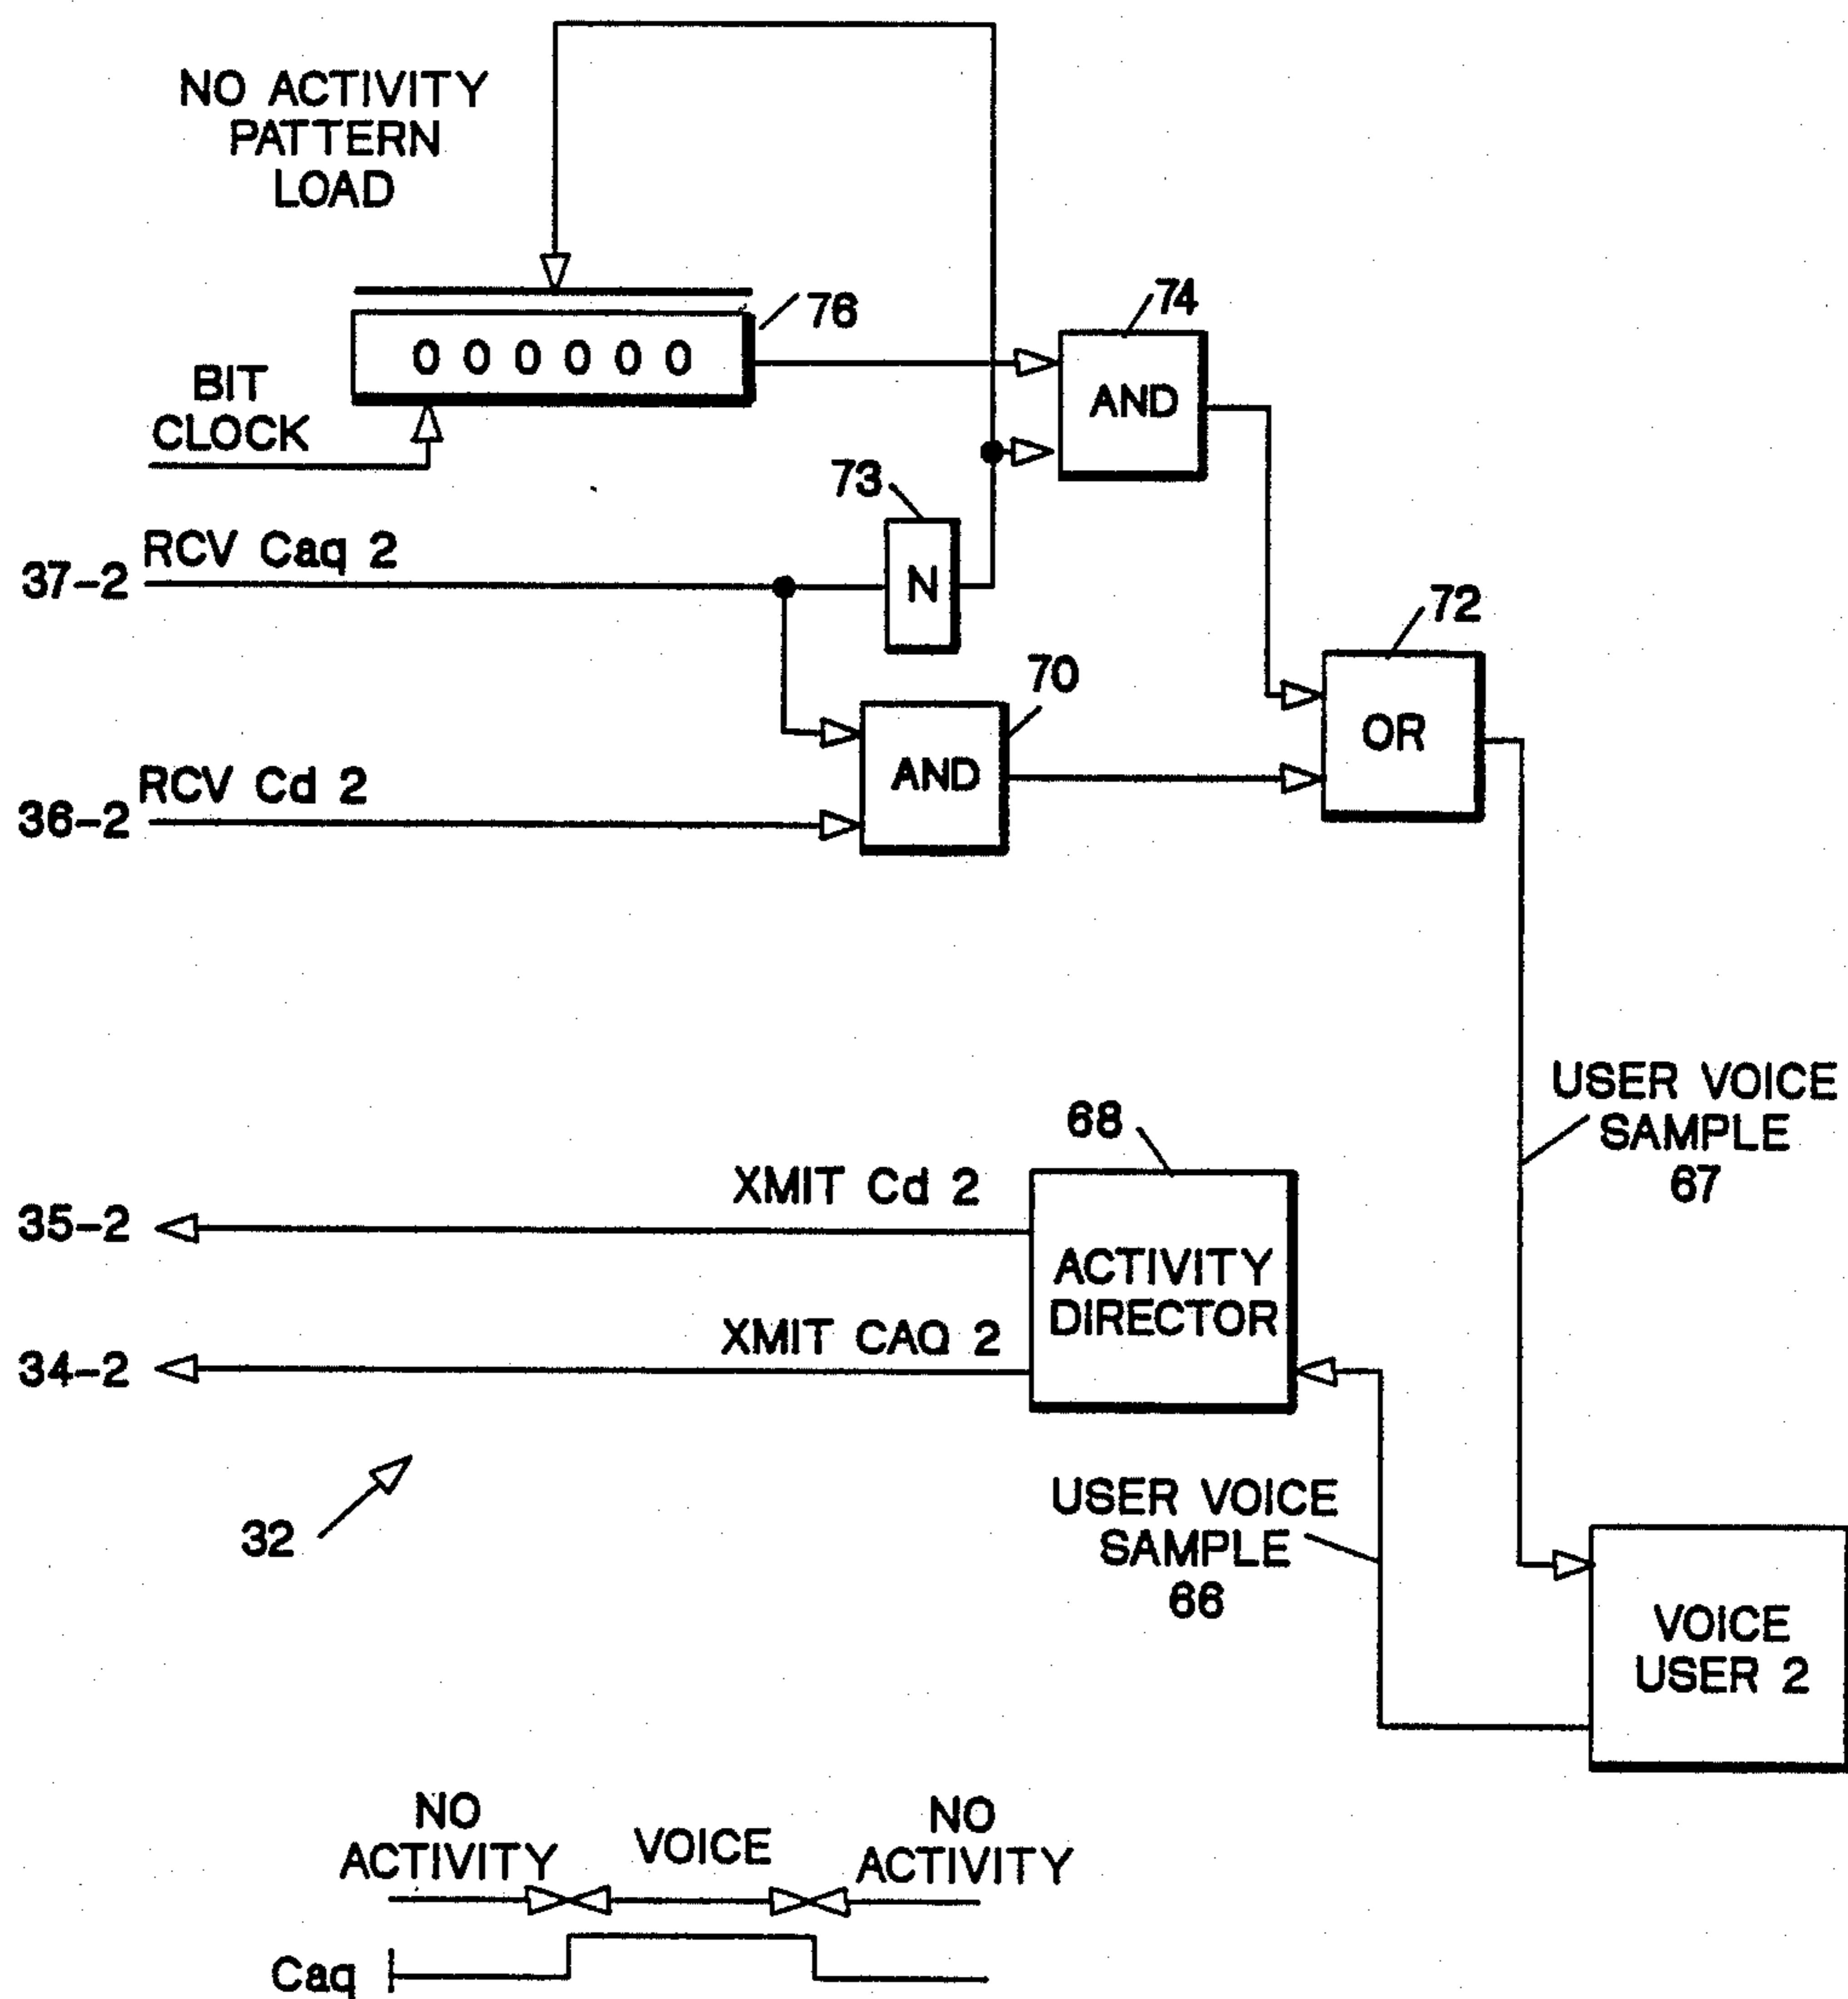 NO ACTIVITY
PATTERN
LOAD
76
74
0 0 0 0 0 0
AND
BIT
CLOCK
73
RCV Caq 2
37-2
N
72
70
OR
RCV Cd 2
AND
36-2
USER VOICE
SAMPLE
67
68
XMIT Cd 2
35-2
ACTIVITY
DIRECTOR
XMIT CAQ 2
34-2
32
USER VOICE
SAMPLE
66
VOICE
USER 2
NO
ACTIVITY
VOICE
NO
ACTIVITY
Caq